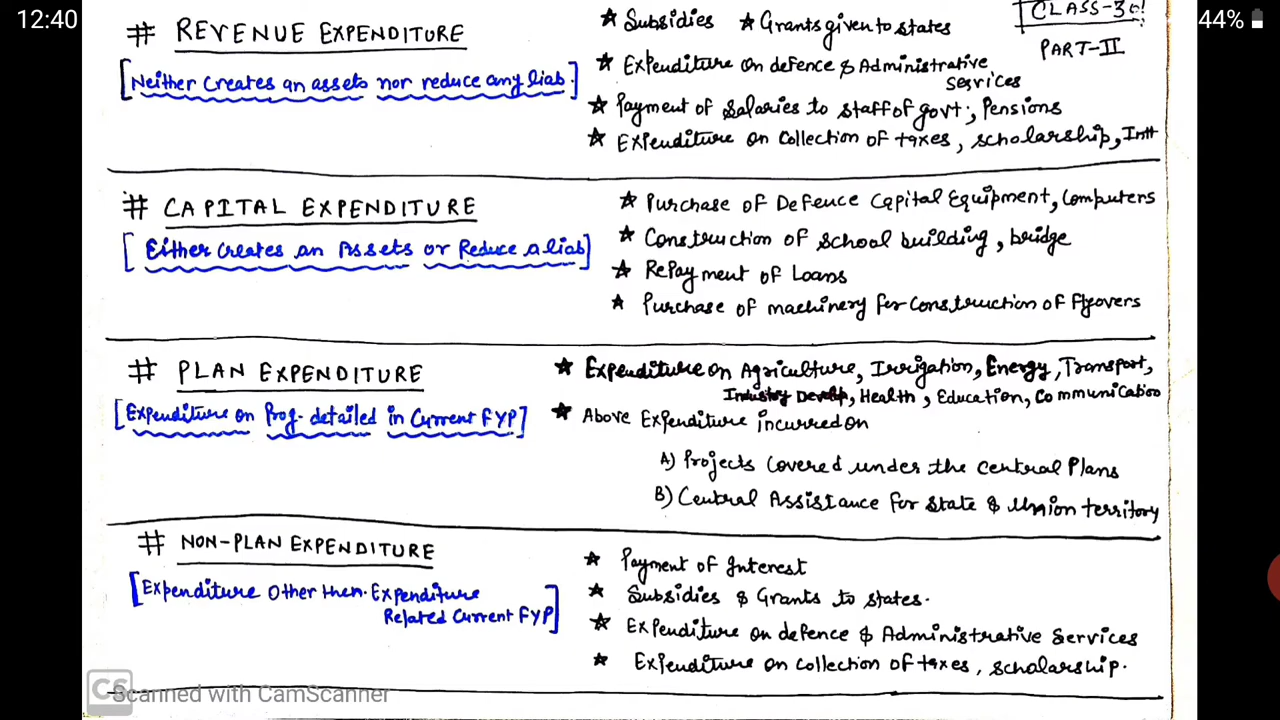 12:40
44%
CLASS-30!
PART-II
# REVENUE EXPENDITURE
[Neither creates an assets nor reduce any liab.]
★ Subsidies ★ Grants given to states
★ Expenditure on defence & Administrative
services
★ Payment of Salaries to staff of govt., Pensions
★ Expenditure on Collection of taxes, scholarship, Intt
# CAPITAL EXPENDITURE
[Either creates an Assets or Reduce a liab]
★ Purchase of Defence Capital Equipment, Computers
★ Construction of school building, bridge
★ Repayment of Loans
★ Purchase of machinery for Construction of Flyovers
# PLAN EXPENDITURE
[Expenditure on Prog. detailed in Current FYP]
★ Expenditure on Agriculture, Irrigation, Energy, Transport,
Industry Develop, Health, Education, Communication
★ Above Expenditure incurred on
A) Projects Covered under the Central Plans
B) Central Assistance for State & Union territory
# NON-PLAN EXPENDITURE
[Expenditure Other then. Expenditure
Related Current FYP]
★ Payment of Interest
★ Subsidies & Grants to states.
★ Expenditure on defence & Administrative Services
★ Expenditure on collection of taxes, scholarship.
CS Scanned with CamScanner